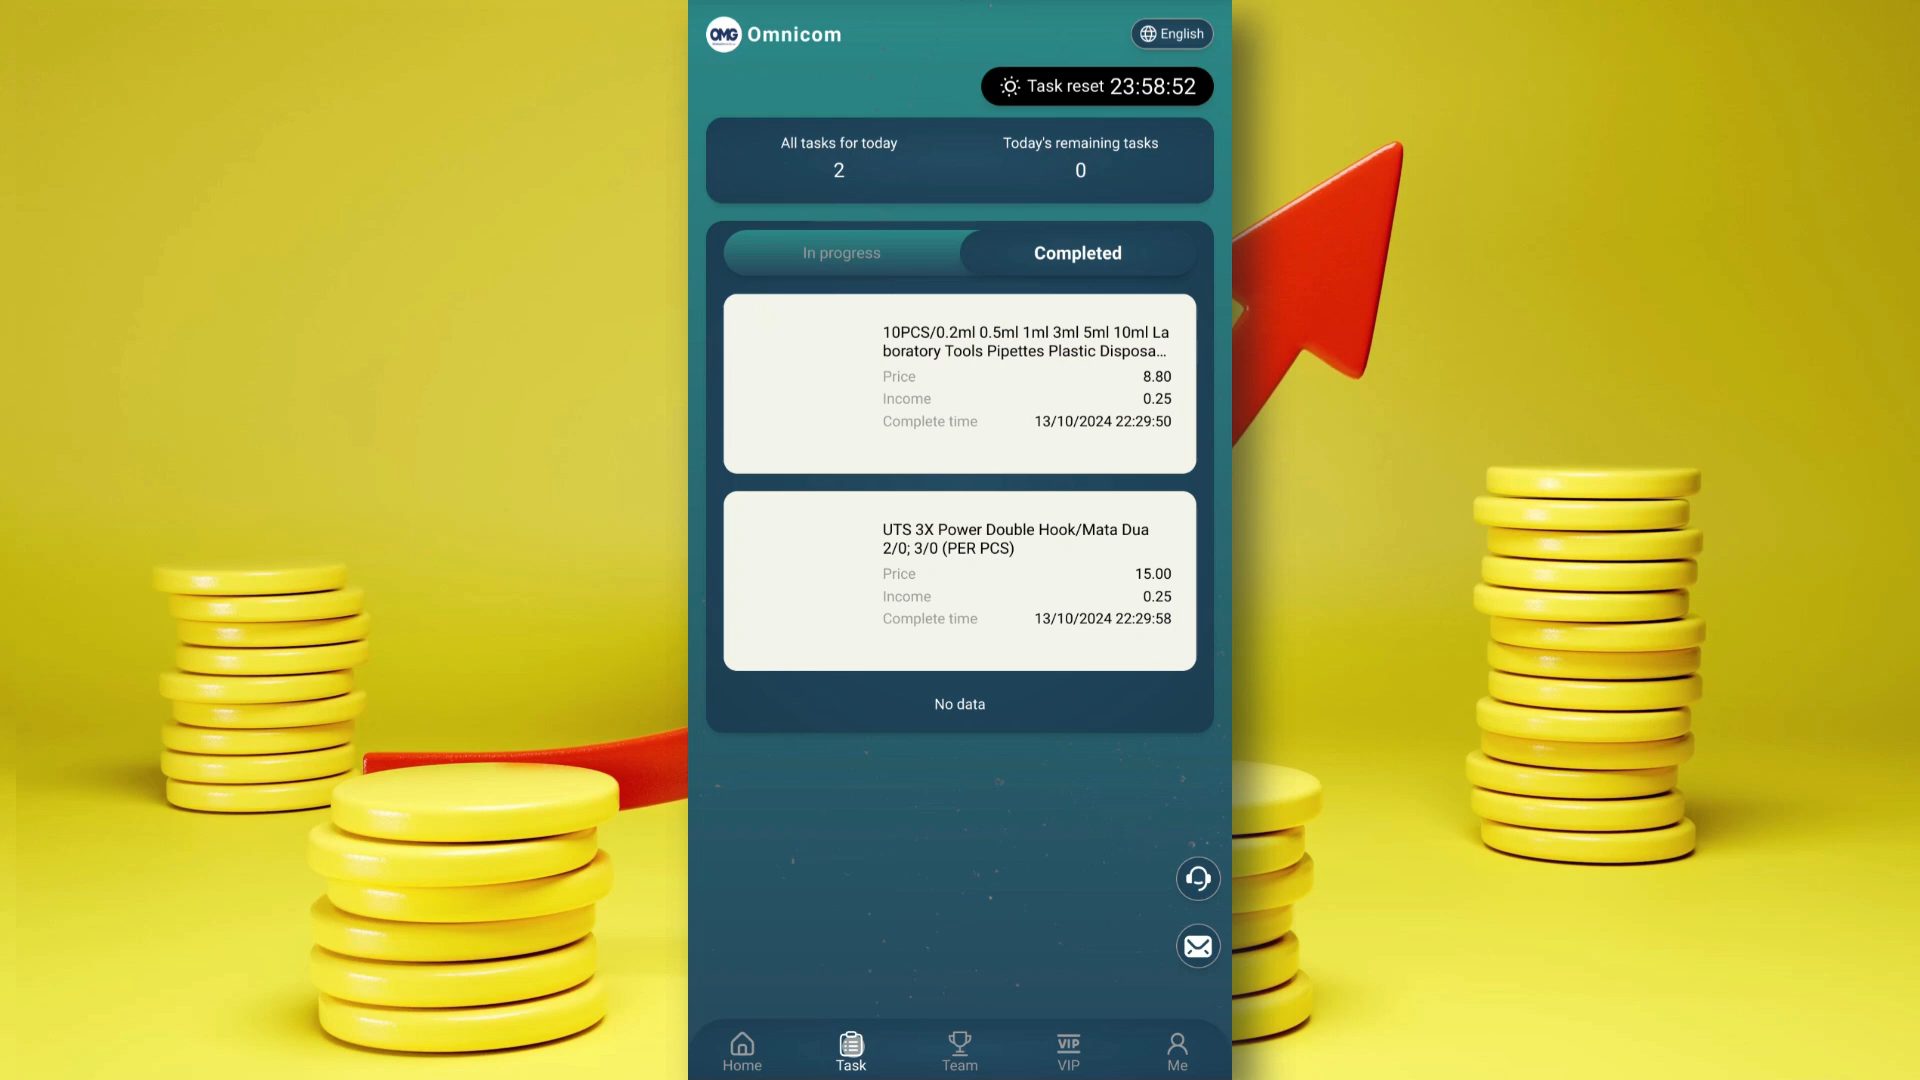 OMG Omnicom
English
Task reset 23:58:52
All tasks for today
2
Today's remaining tasks
0
In progress
Completed
10PCS/0.2ml 0.5ml 1ml 3ml 5ml 10ml La
boratory Tools Pipettes Plastic Disposa...
Price 8.80
Income 0.25
Complete time 13/10/2024 22:29:50
UTS 3X Power Double Hook/Mata Dua
2/0; 3/0 (PER PCS)
Price 15.00
Income 0.25
Complete time 13/10/2024 22:29:58
No data
VIP
Home Task Team VIP Me